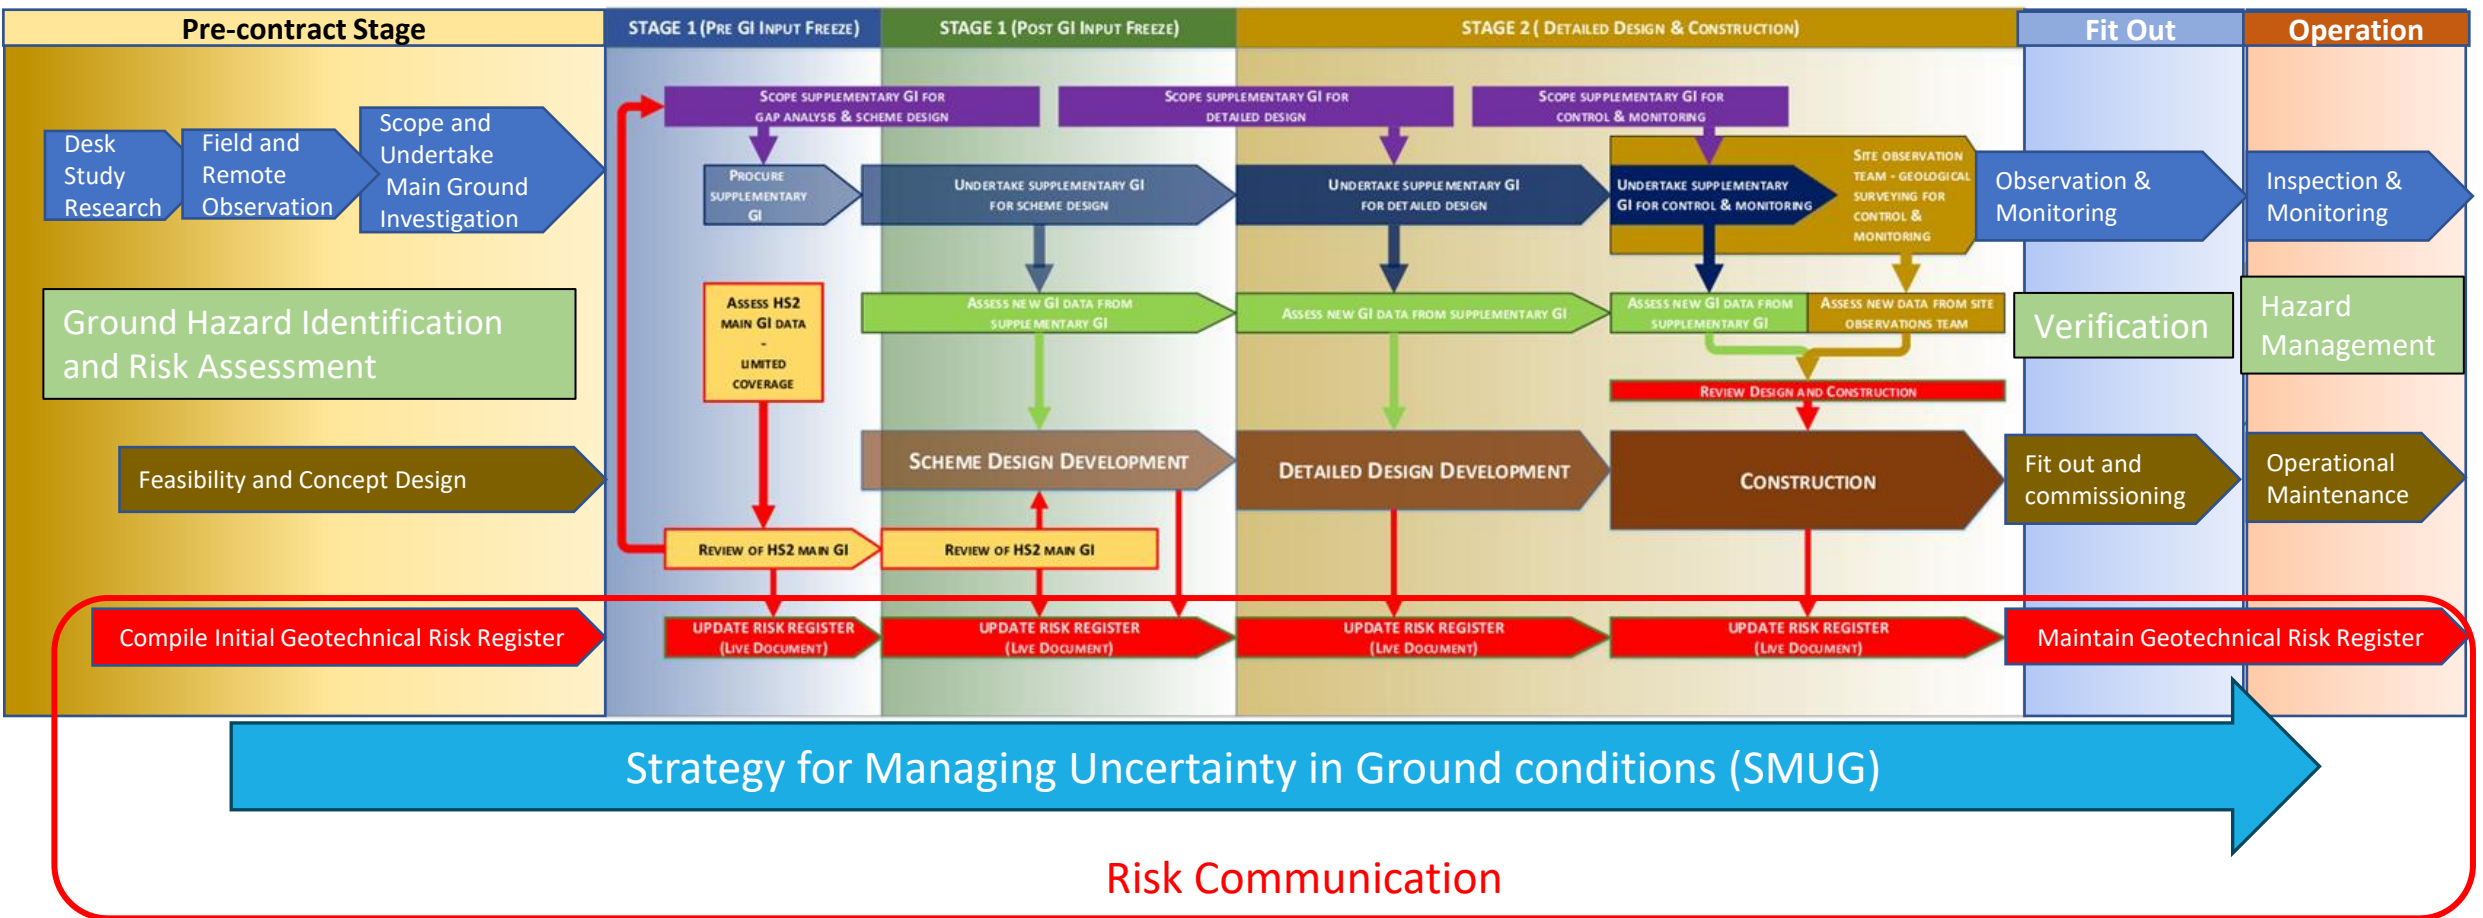 Pre-contract Stage
STAGE 1 (PRE GI INPUT FREEZE)
STAGE 1 (POST GI INPUT FREEZE)
STAGE 2 ( DETAILED DESIGN & CONSTRUCTION)
Fit Out
Operation
SCOPE SUPPLEMENTARY GI FOR
GAP ANALYSIS & SCHEME DESIGN
SCOPE SUPPLEMENTARY GI FOR
DETAILED DESIGN
SCOPE SUPPLEMENTARY GI FOR
CONTROL & MONITORING
Desk
Study
Research
Field and
Remote
Observation
Scope and
Undertake
Main Ground
Investigation
PROCURE
SUPPLEMENTARY
GI
UNDERTAKE SUPPLEMENTARY GI
FOR SCHEME DESIGN
UNDERTAKE SUPPLEMENTARY GI
FOR DETAILED DESIGN
UNDERTAKE SUPPLEMENTARY
GI FOR CONTROL & MONITORING
SITE OBSERVATION
TEAM - GEOLOGICAL
SURVEYING FOR
CONTROL &
MONITORING
Observation &
Monitoring
Inspection &
Monitoring
Ground Hazard Identification
and Risk Assessment
ASSESS HS2
MAIN GI DATA
-
LIMITED
COVERAGE
ASSESS NEW GI DATA FROM
SUPPLEMENTARY GI
ASSESS NEW GI DATA FROM SUPPLEMENTARY GI
ASSESS NEW GI DATA FROM
SUPPLEMENTARY GI
ASSESS NEW DATA FROM SITE
OBSERVATIONS TEAM
Verification
Hazard
Management
REVIEW DESIGN AND CONSTRUCTION
Feasibility and Concept Design
SCHEME DESIGN DEVELOPMENT
DETAILED DESIGN DEVELOPMENT
CONSTRUCTION
Fit out and
commissioning
Operational
Maintenance
REVIEW OF HS2 MAIN GI
REVIEW OF HS2 MAIN GI
Compile Initial Geotechnical Risk Register
UPDATE RISK REGISTER
(LIVE DOCUMENT)
UPDATE RISK REGISTER
(LIVE DOCUMENT)
UPDATE RISK REGISTER
(LIVE DOCUMENT)
UPDATE RISK REGISTER
(LIVE DOCUMENT)
Maintain Geotechnical Risk Register
Strategy for Managing Uncertainty in Ground conditions (SMUG)
Risk Communication